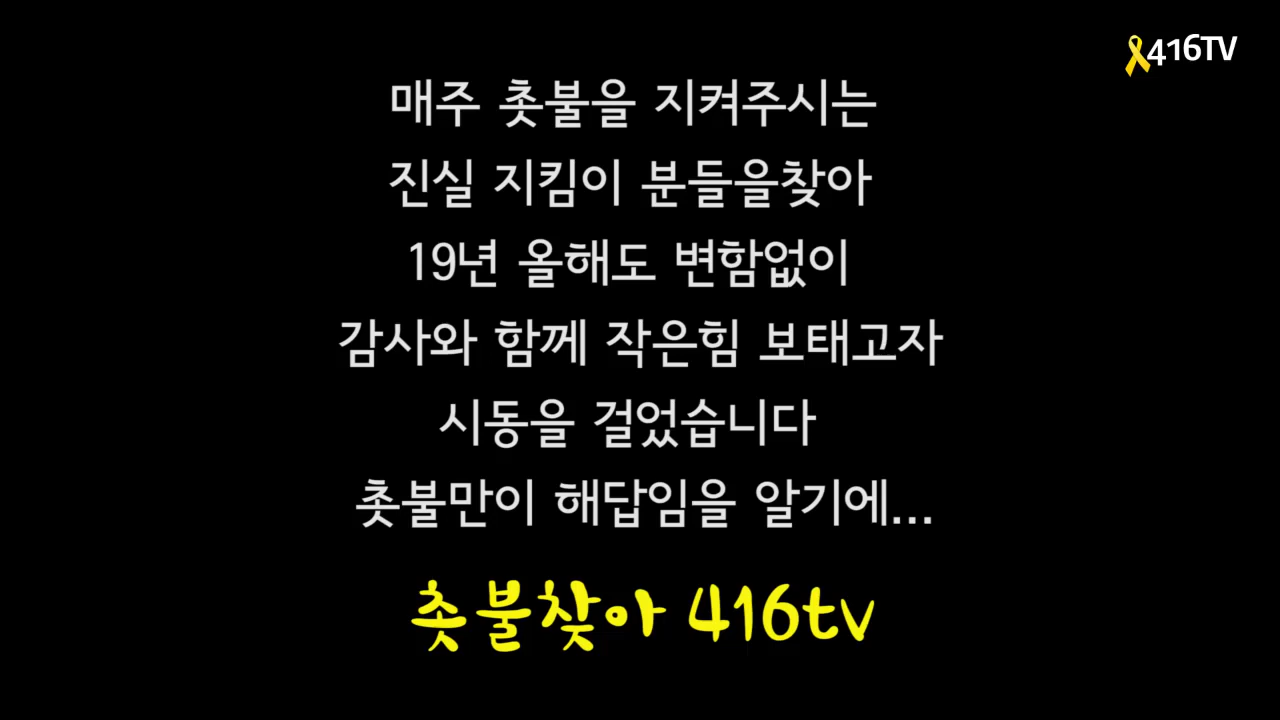 416TV
매주 촛불을 지켜주시는
진실 지킴이 분들을찾아
19년 올해도 변함없이
감사와 함께 작은힘 보태고자
시동을 걸었습니다
촛불만이 해답임을 알기에...
촛불찾아 416tv